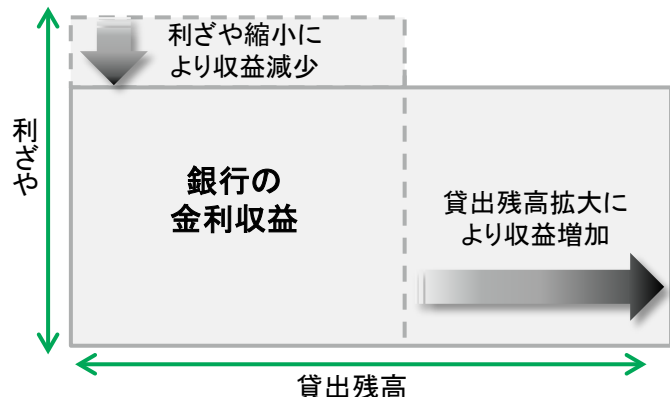 利ざや縮小に
より収益減少
利ざや
銀行の
金利収益
貸出残高拡大に
より収益増加
貸出残高